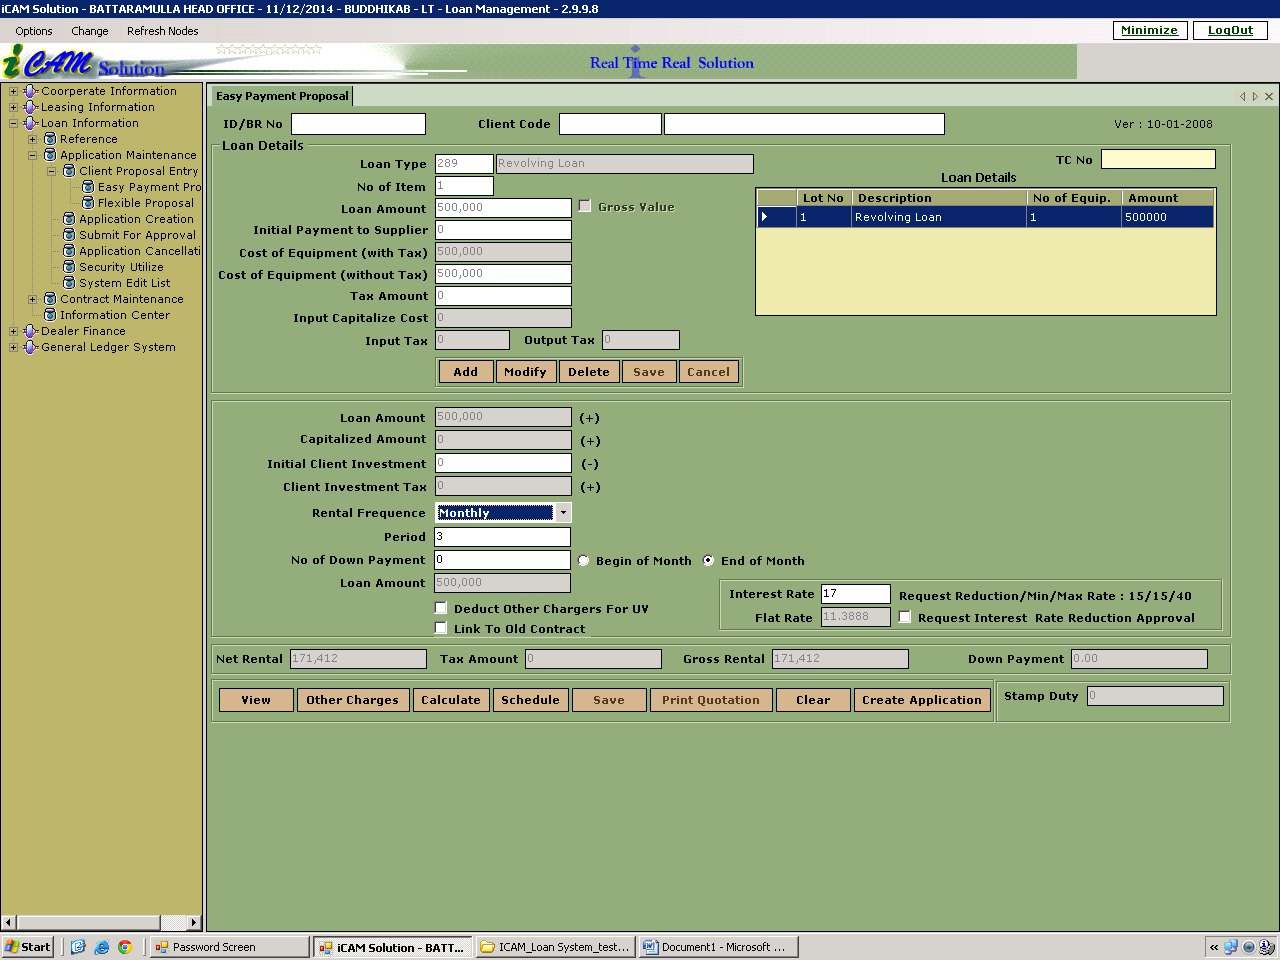 iCAM Solution - BATTARAMULLA HEAD OFFICE - 11/12/2014 - BUDDHIKAB - LT - Loan Management - 2.9.9.8
Options Change Refresh Nodes Minimize LogOut
iCAM Solution Real Time Real Solution
Coorperate Information
Leasing Information
Loan Information
Reference
Application Maintenance
Client Proposal Entry
Easy Payment Pro
Flexible Proposal
Application Creation
Submit For Approval
Application Cancellati
Security Utilize
System Edit List
Contract Maintenance
Information Center
Dealer Finance
General Ledger System
Easy Payment Proposal
ID/BR No Client Code Ver : 10-01-2008
Loan Details
Loan Type 289 Revolving Loan
No of Item 1
Loan Amount 500,000 Gross Value
Initial Payment to Supplier 0
Cost of Equipment (with Tax) 500,000
Cost of Equipment (without Tax) 500,000
Tax Amount 0
Input Capitalize Cost 0
Input Tax 0 Output Tax 0
Add Modify Delete Save Cancel
TC No
Loan Details
Lot No Description No of Equip. Amount
1 Revolving Loan 1 500000
Loan Amount 500,000 (+)
Capitalized Amount 0 (+)
Initial Client Investment 0 (-)
Client Investment Tax 0 (+)
Rental Frequence Monthly
Period 3
No of Down Payment 0 Begin of Month End of Month
Loan Amount 500,000
Deduct Other Chargers For UV
Link To Old Contract
Interest Rate 17 Request Reduction/Min/Max Rate : 15/15/40
Flat Rate 11.3888 Request Interest Rate Reduction Approval
Net Rental 171,412 Tax Amount 0 Gross Rental 171,412 Down Payment 0.00
View Other Charges Calculate Schedule Save Print Quotation Clear Create Application Stamp Duty 0
Start Password Screen iCAM Solution - BATT... ICAM_Loan System_test... Document1 - Microsoft ...